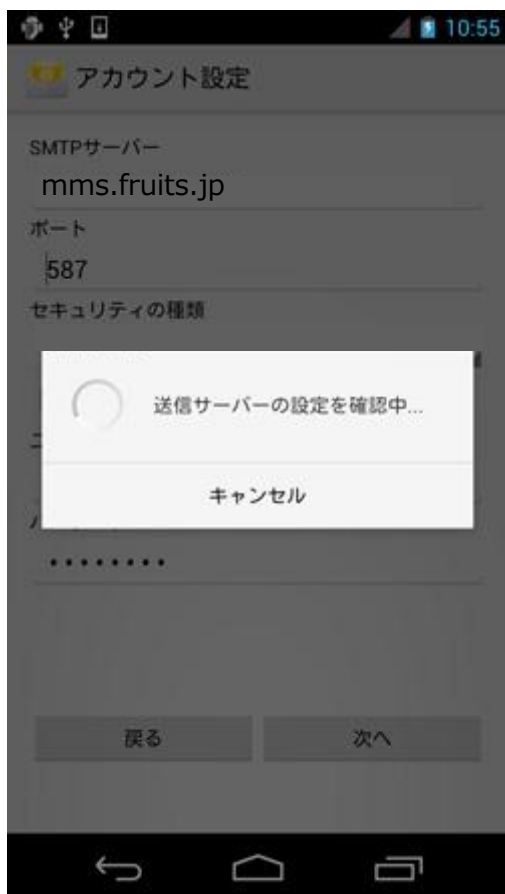 10:55
アカウント設定
SMTPサーバー
mms.fruits.jp
ポート
587
セキュリティの種類
送信サーバーの設定を確認中...
キャンセル
••••••••
戻る
次へ